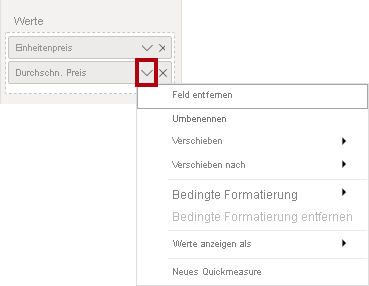 Werte
Einheitenpreis
Durchschn. Preis
Feld entfernen
Umbenennen
Verschieben
Verschieben nach
Bedingte Formatierung
Bedingte Formatierung entfernen
Werte anzeigen als
Neues Quickmeasure